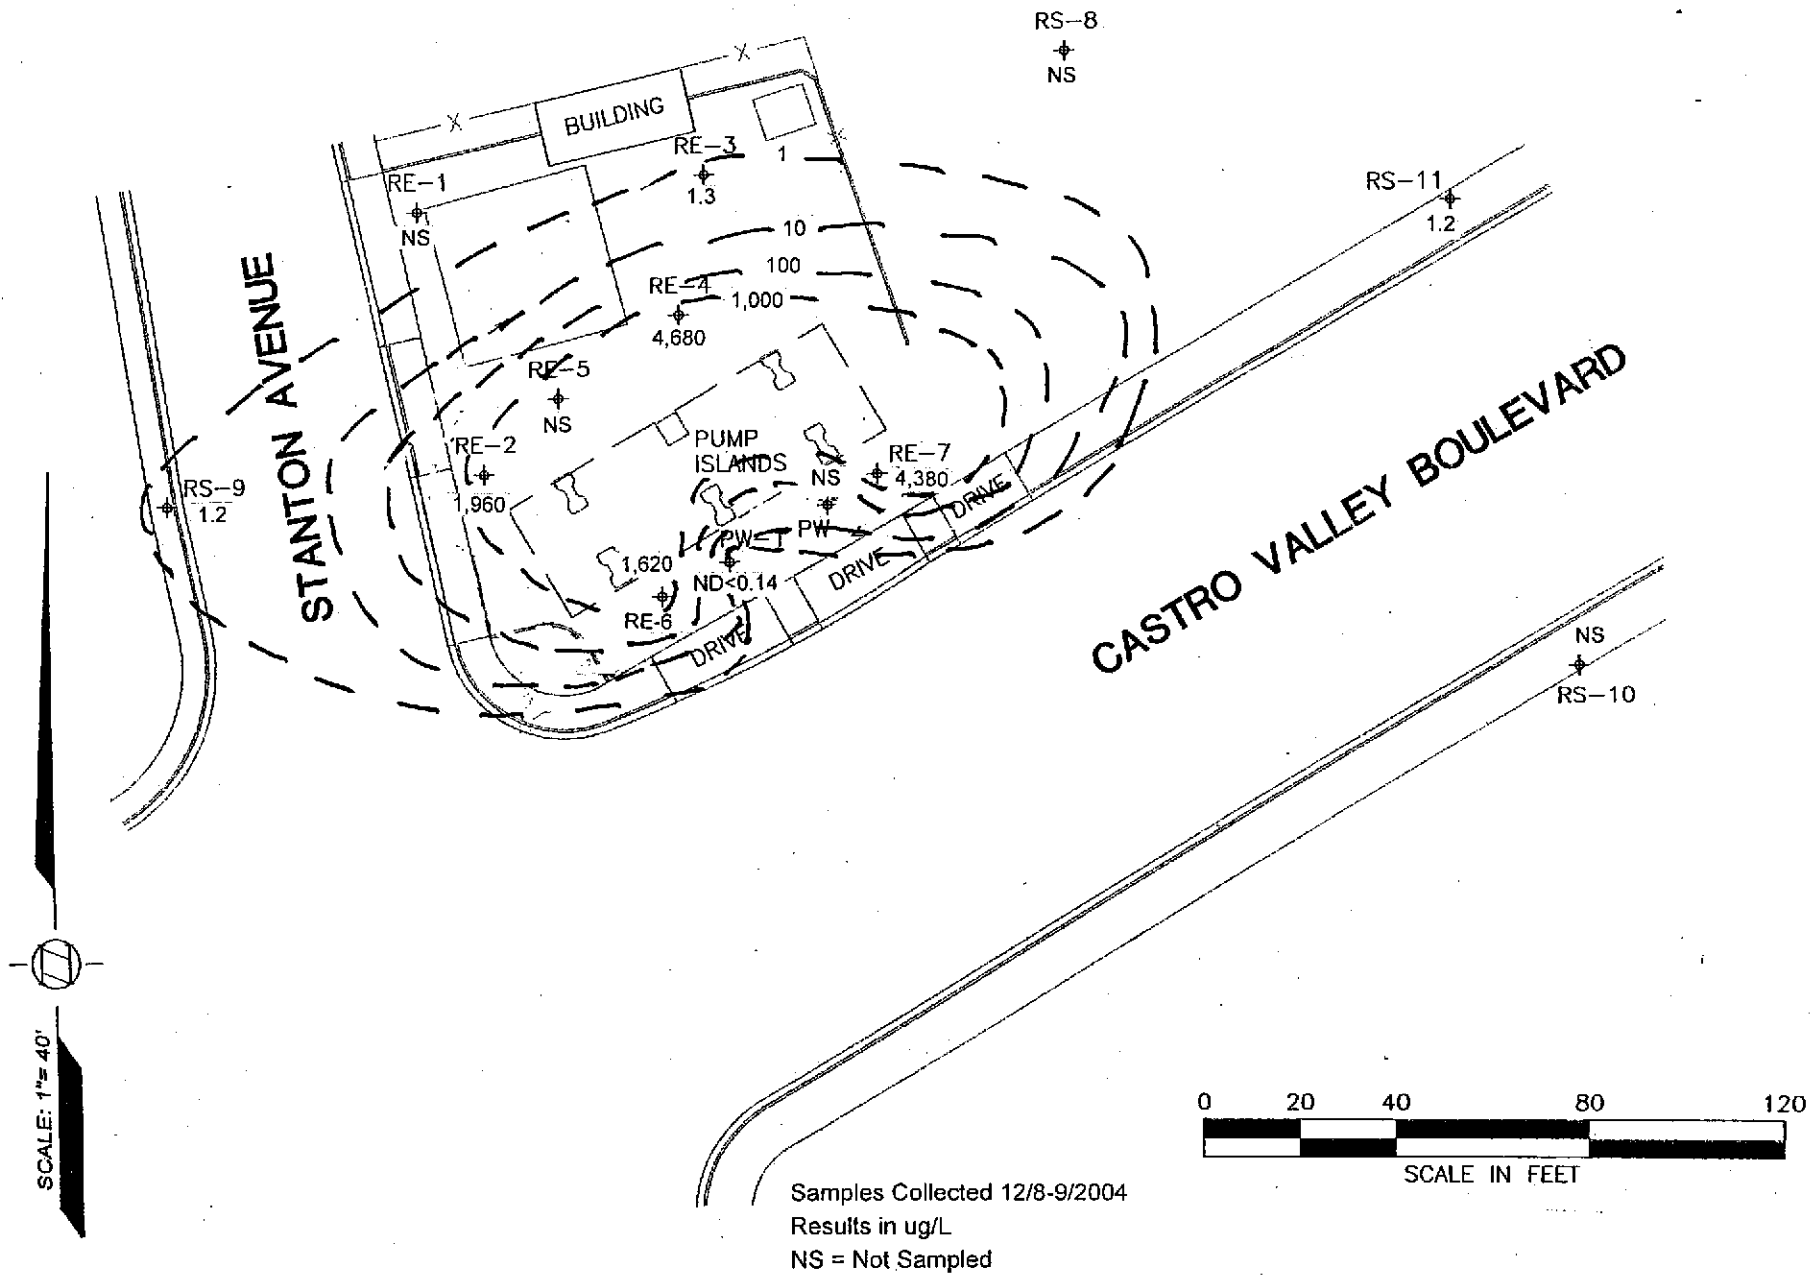 RS-8
NS
BUILDING
RE-3
1
1.3
RE-1
NS
RS-11
1.2
10
100
RE-4
1,000
4,680
STANTON AVENUE
RE-5
NS
RE-2
1,960
PUMP
ISLANDS
NS
RE-7
4,380
RS-9
1.2
DRIVE
PW-1
PW
ND<0.14
DRIVE
1,620
RE-6
DRIVE
CASTRO VALLEY BOULEVARD
NS
RS-10
SCALE: 1"= 40'
0 20 40 80 120
SCALE IN FEET
Samples Collected 12/8-9/2004
Results in ug/L
NS = Not Sampled